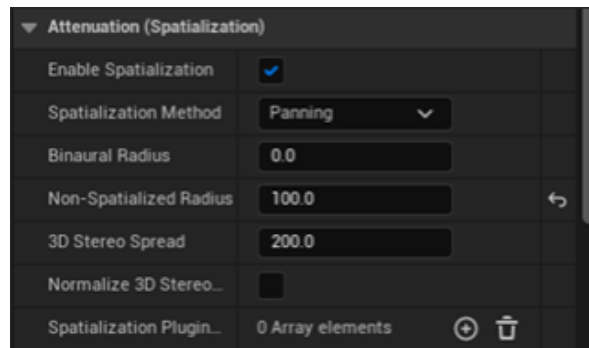 Attenuation (Spatialization)
Enable Spatialization
Spatialization Method Panning
Binaural Radius 0.0
Non-Spatialized Radius 100.0
3D Stereo Spread 200.0
Normalize 3D Stereo...
Spatialization Plugin... 0 Array elements